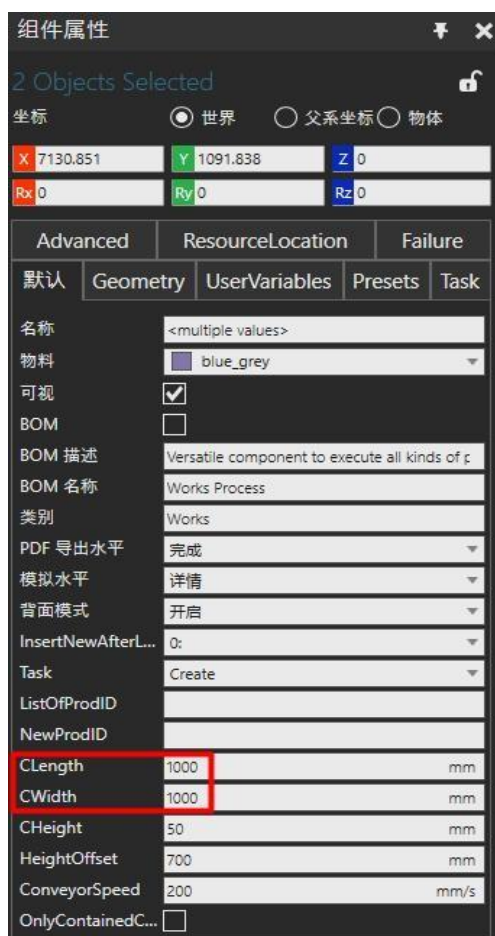 组件属性
2 Objects Selected
坐标 世界 父系坐标 物体
X 7130.851 Y 1091.838 Z 0
Rx 0 Ry 0 Rz 0
Advanced ResourceLocation Failure
默认 Geometry UserVariables Presets Task
名称 <multiple values>
物料 blue_grey
可视
BOM
BOM 描述 Versatile component to execute all kinds of p
BOM 名称 Works Process
类别 Works
PDF 导出水平 完成
模拟水平 详情
背面模式 开启
InsertNewAfterL... 0:
Task Create
ListOfProdID
NewProdID
CLength 1000 mm
CWidth 1000 mm
CHeight 50 mm
HeightOffset 700 mm
ConveyorSpeed 200 mm/s
OnlyContainedC...